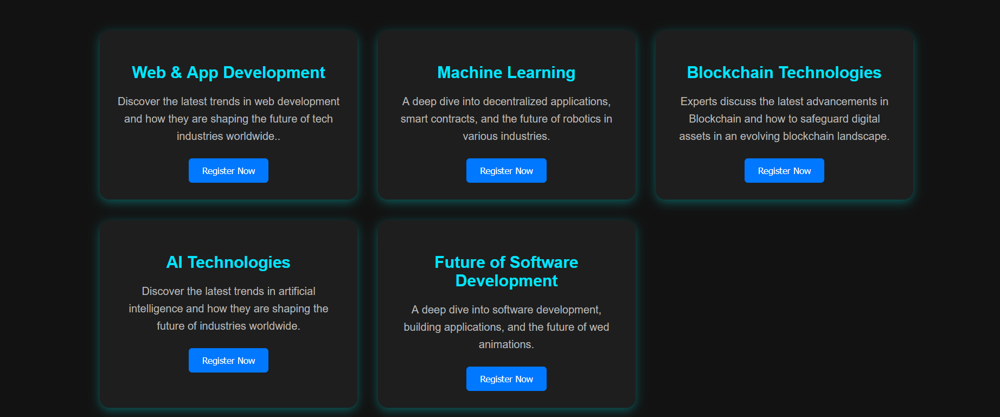 Web & App Development
Discover the latest trends in web development
and how they are shaping the future of tech
industries worldwide..
Register Now
Machine Learning
A deep dive into decentralized applications,
smart contracts, and the future of robotics in
various industries.
Register Now
Blockchain Technologies
Experts discuss the latest advancements in
Blockchain and how to safeguard digital
assets in an evolving blockchain landscape.
Register Now
AI Technologies
Discover the latest trends in artificial
intelligence and how they are shaping the
future of industries worldwide.
Register Now
Future of Software
Development
A deep dive into software development,
building applications, and the future of wed
animations.
Register Now